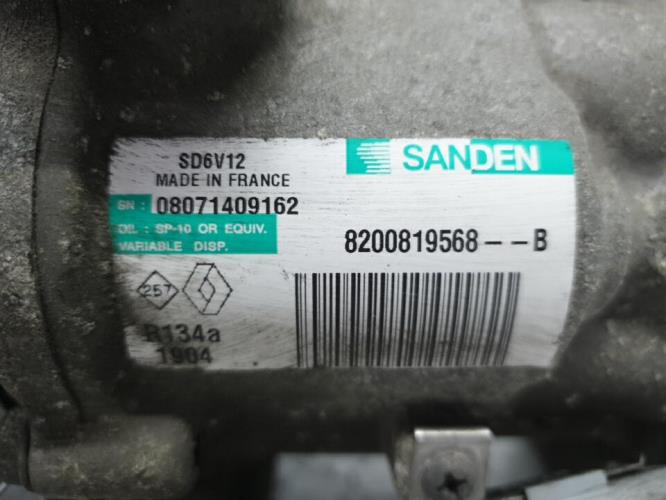 SD6V12
MADE IN FRANCE
SANDEN
SN : 08071409162
OIL : SP-10 OR EQUIV.
VARIABLE DISP.
8200819568--B
257
R134a
1904